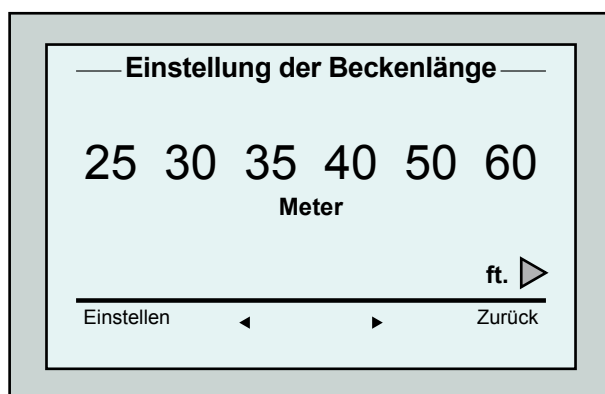 Einstellung der Beckenlänge
25 30 35 40 50 60
Meter
ft.
Einstellen Zurück